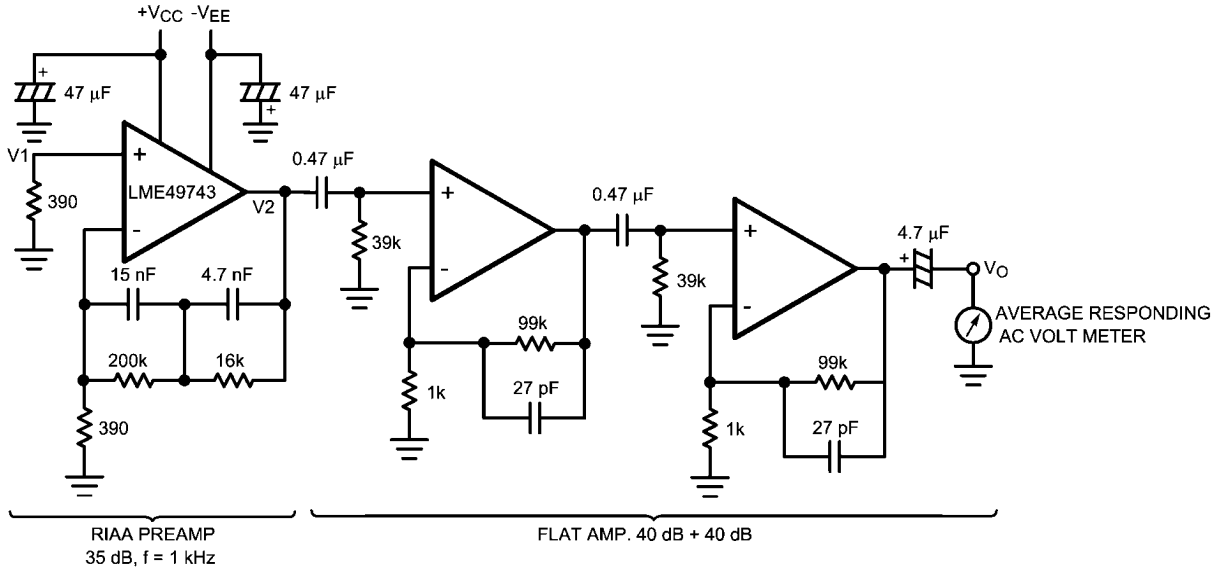 +VCC -VEE
+
47 µF
47 µF
+
V1
+
0.47 µF
390
LME49743
V2
+
0.47 µF
-
39k
+
4.7 µF
15 nF
4.7 nF
-
39k
+
VO
-
AVERAGE RESPONDING
AC VOLT METER
200k
16k
99k
99k
1k
27 pF
390
1k
27 pF
RIAA PREAMP
35 dB, f = 1 kHz
FLAT AMP. 40 dB + 40 dB